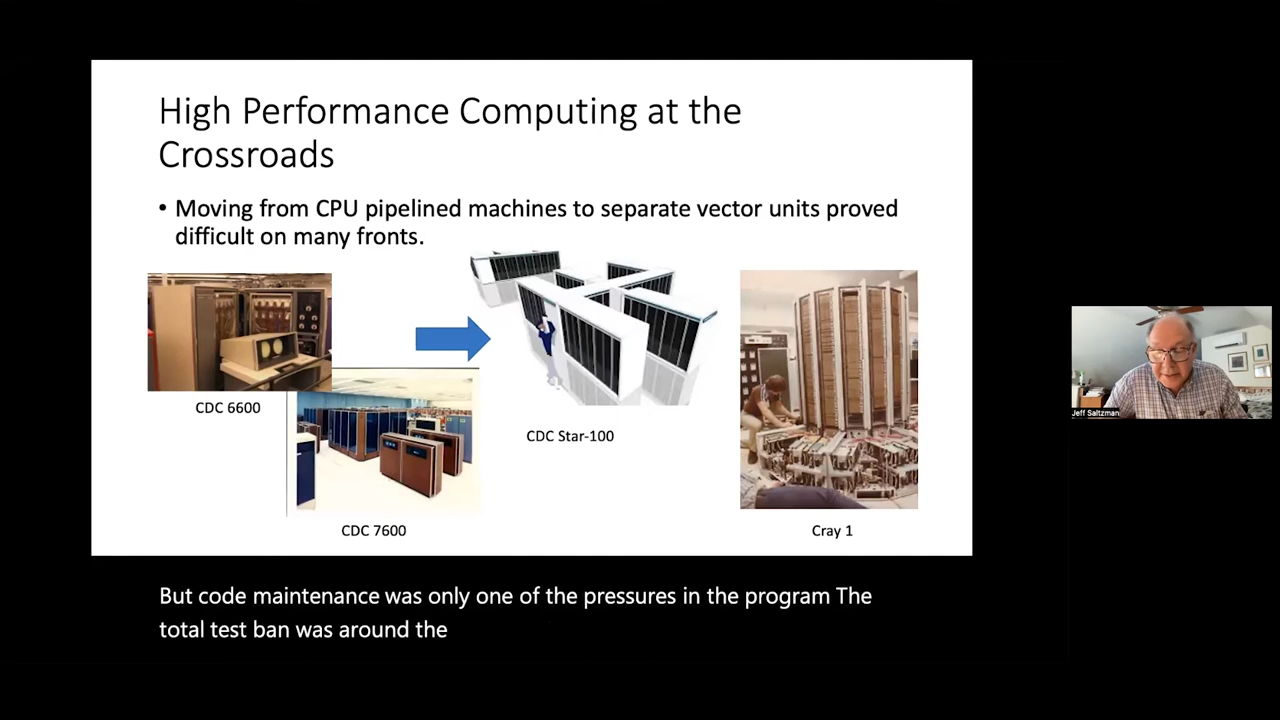 High Performance Computing at the
Crossroads
• Moving from CPU pipelined machines to separate vector units proved
difficult on many fronts.
CDC 6600
CDC Star-100
CDC 7600
Cray 1
Jeff Saltzman
But code maintenance was only one of the pressures in the program The
total test ban was around the